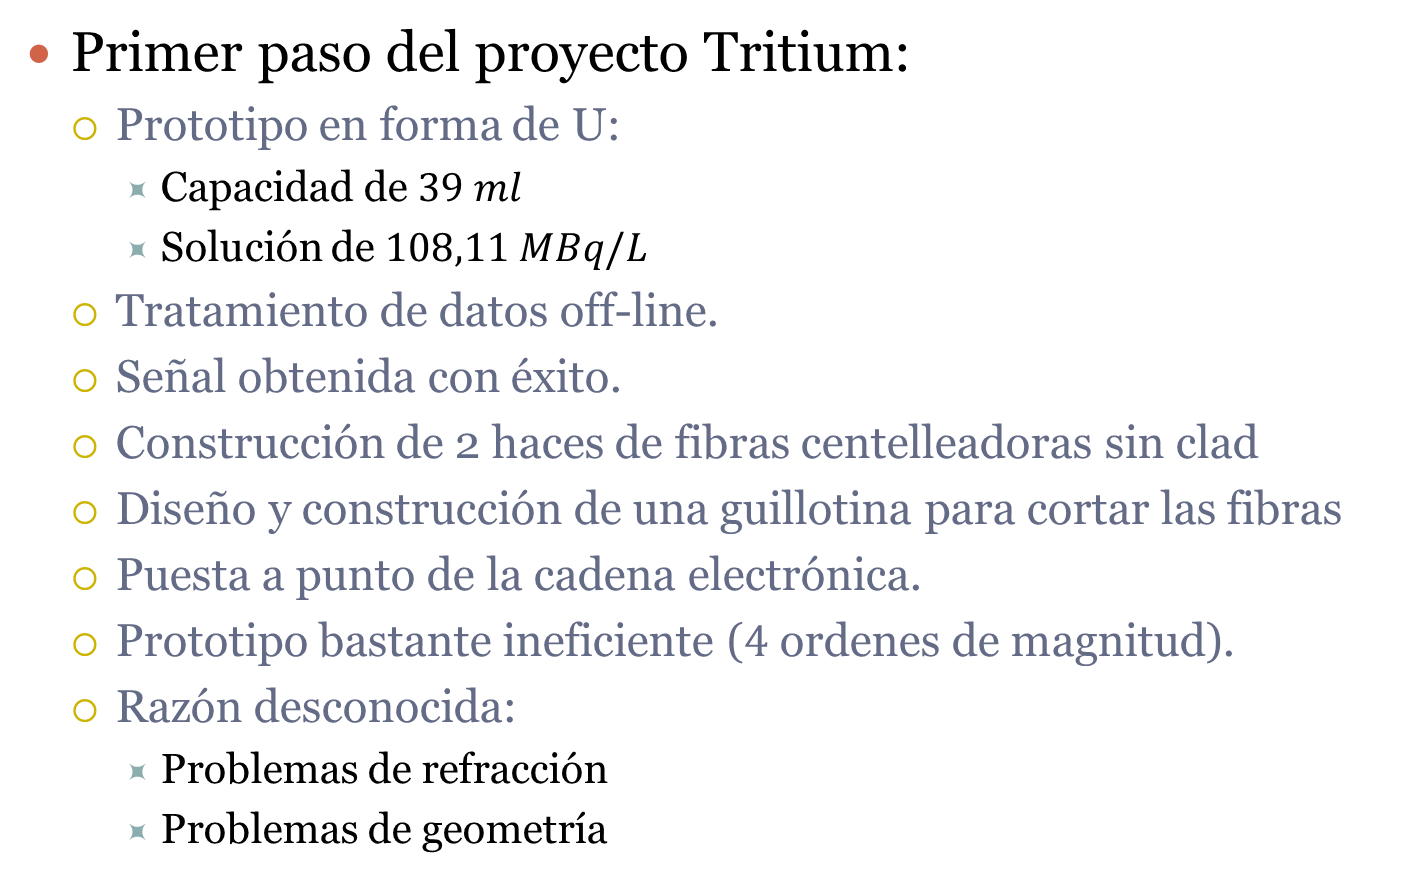 Primer paso del proyecto Tritium:
Prototipo en forma de U:
Capacidad de 39 ml
Solución de 108,11 MBq/L
Tratamiento de datos off-line.
Señal obtenida con éxito.
Construcción de 2 haces de fibras centelleadoras sin clad
Diseño y construcción de una guillotina para cortar las fibras
Puesta a punto de la cadena electrónica.
Prototipo bastante ineficiente (4 ordenes de magnitud).
Razón desconocida:
Problemas de refracción
Problemas de geometría